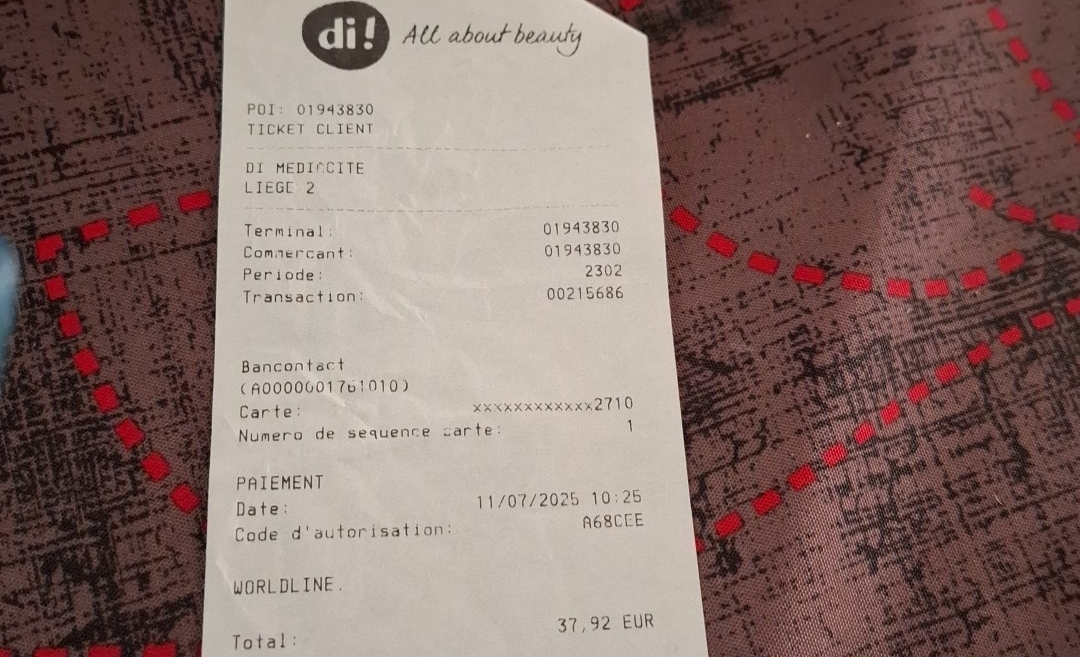 di! All about beauty
POI: 01943830
TICKET CLIENT
DI MEDIACITE
LIEGE 2
Terminal: 01943830
Commercant: 01943830
Periode: 2302
Transaction: 00215686
Bancontact
(A0000001761010)
Carte: xxxxxxxxxxxx2710
Numero de sequence carte: 1
PAIEMENT
Date: 11/07/2025 10:25
Code d'autorisation: A68CEE
WORLDLINE.
37,92 EUR
Total: